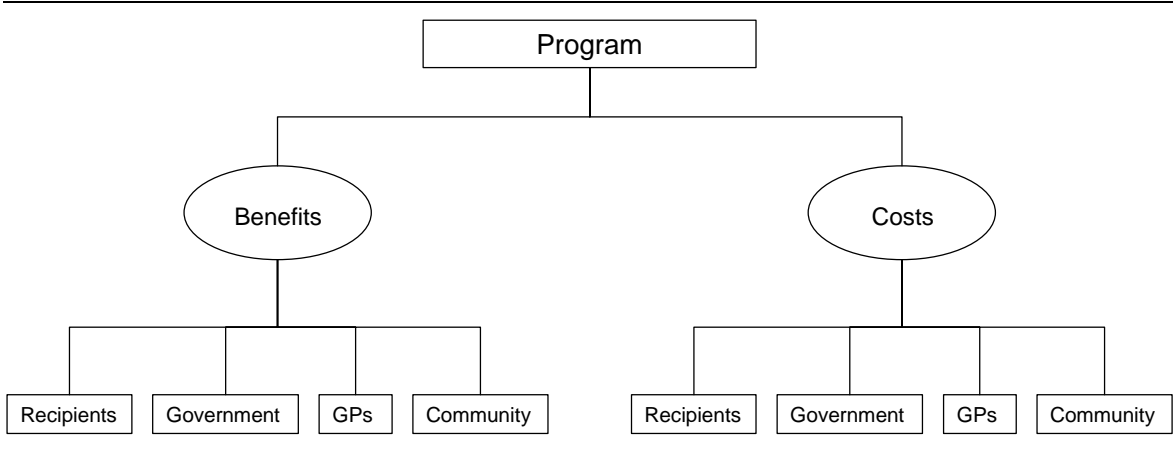 Program
Benefits Costs
Recipients Government GPs Community Recipients Government GPs Community